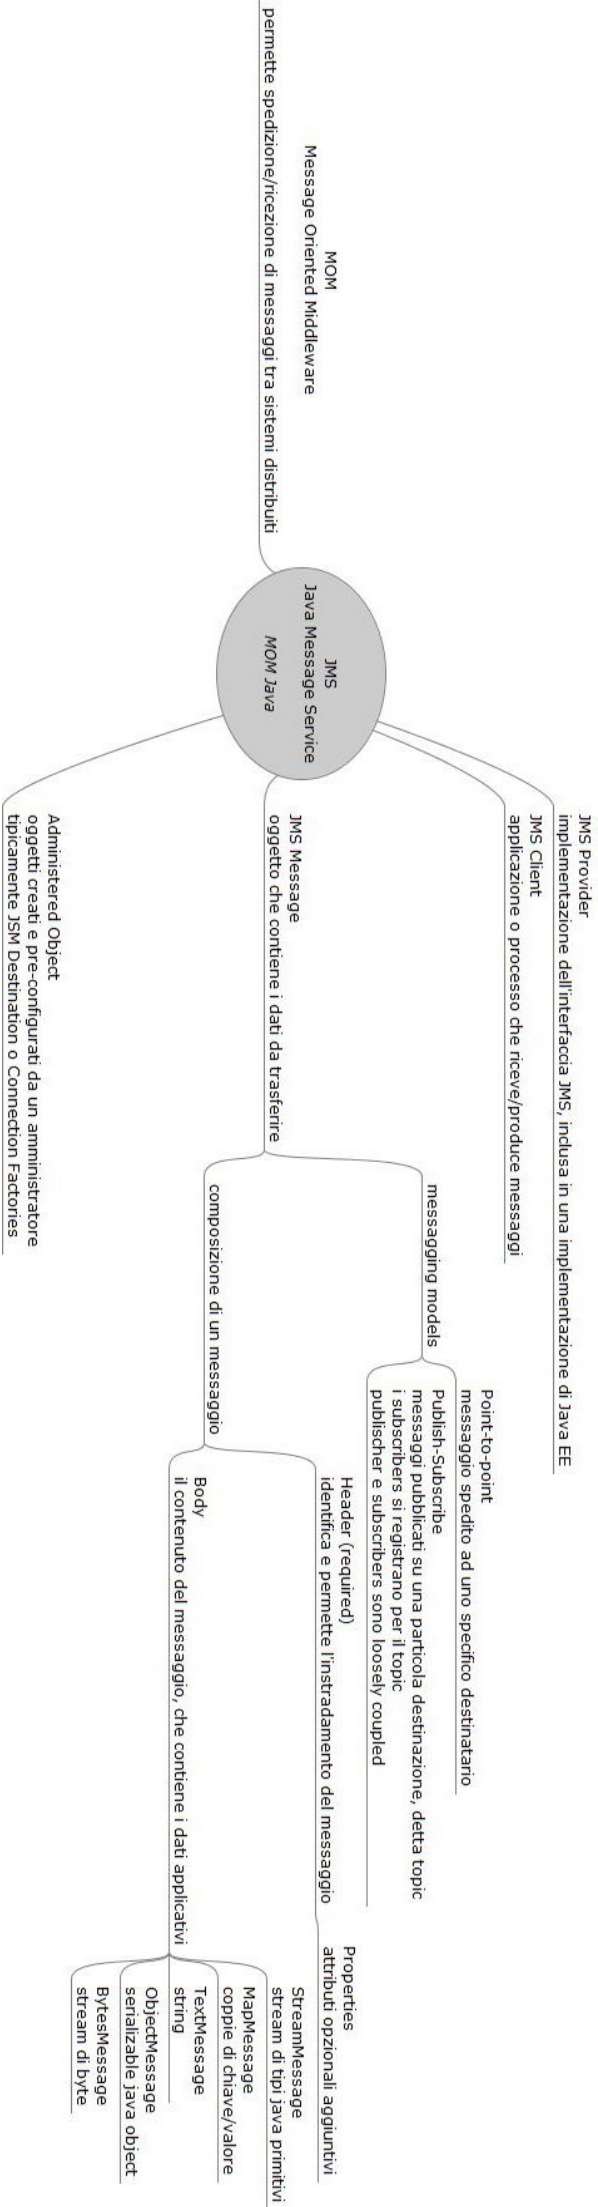 MOM
Message Oriented Middleware
permette spedizione/ricezione di messaggi tra sistemi distribuiti
JMS
Java Message Service
MOM Java
JMS Provider
implementazione dell'interfaccia JMS, inclusa in una implementazione di Java EE
JMS Client
applicazione o processo che riceve/produce messaggi
JMS Message
oggetto che contiene i dati da trasferire
messaging models
Point-to-point
messaggio spedito ad uno specifico destinatario
Publish-Subscribe
messaggi pubblicati su una particola destinazione, detta topic
i subscribers si registrano per il topic
publischer e subscribers sono loosely coupled
composizione di un messaggio
Header (required)
identifica e permette l'instradamento del messaggio
Properties
attributi opzionali aggiuntivi
Body
il contenuto del messaggio, che contiene i dati applicativi
StreamMessage
stream di tipi java primitivi
MapMessage
coppie di chiave/valore
TextMessage
string
ObjectMessage
serializable java object
BytesMessage
stream di byte
Administered Object
oggetti creati e pre-configurati da un amministratore
tipicamente JSM Destination o Connection Factories